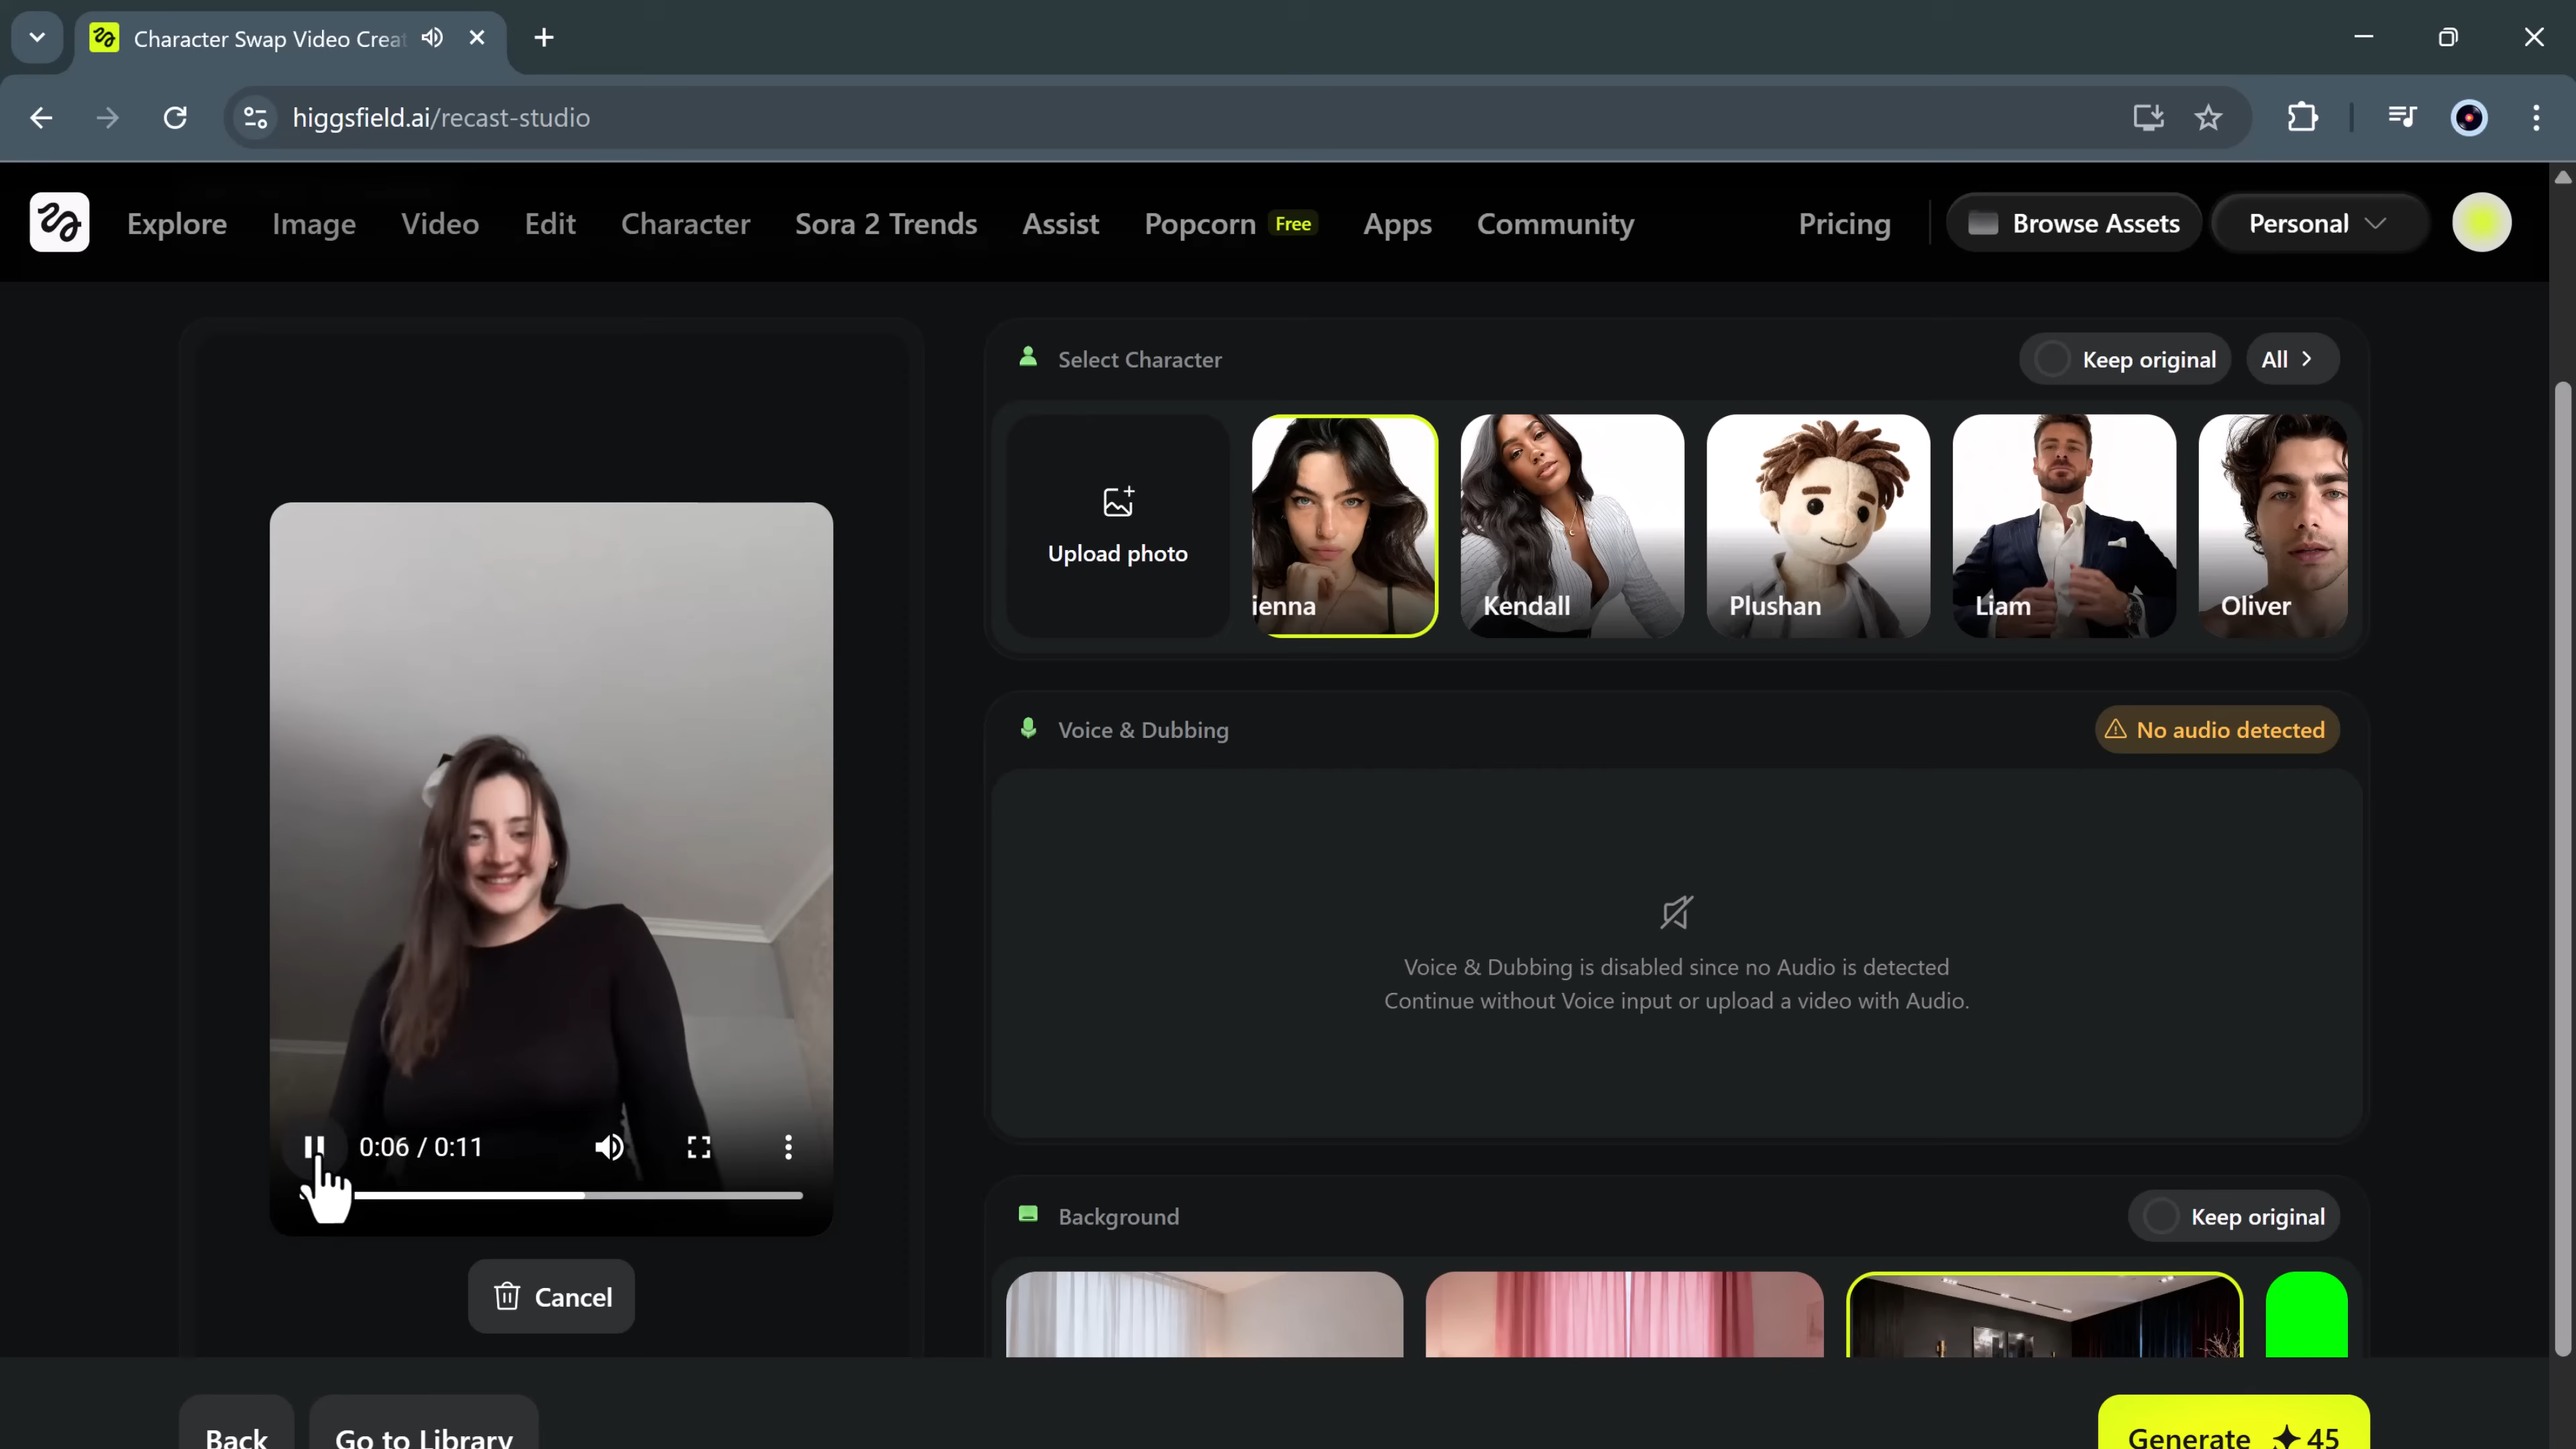 Character Swap Video Crea
higgsfield.ai/recast-studio
Explore Image Video Edit Character Sora 2 Trends Assist Popcorn Free Apps Community Pricing Browse Assets Personal
Select Character
Keep original
All
Upload photo
ienna
Kendall
Plushan
Liam
Oliver
Voice & Dubbing
No audio detected
Voice & Dubbing is disabled since no Audio is detected
Continue without Voice input or upload a video with Audio.
0:06 / 0:11
Background
Keep original
Cancel
Back
Go to Library
Generate 45